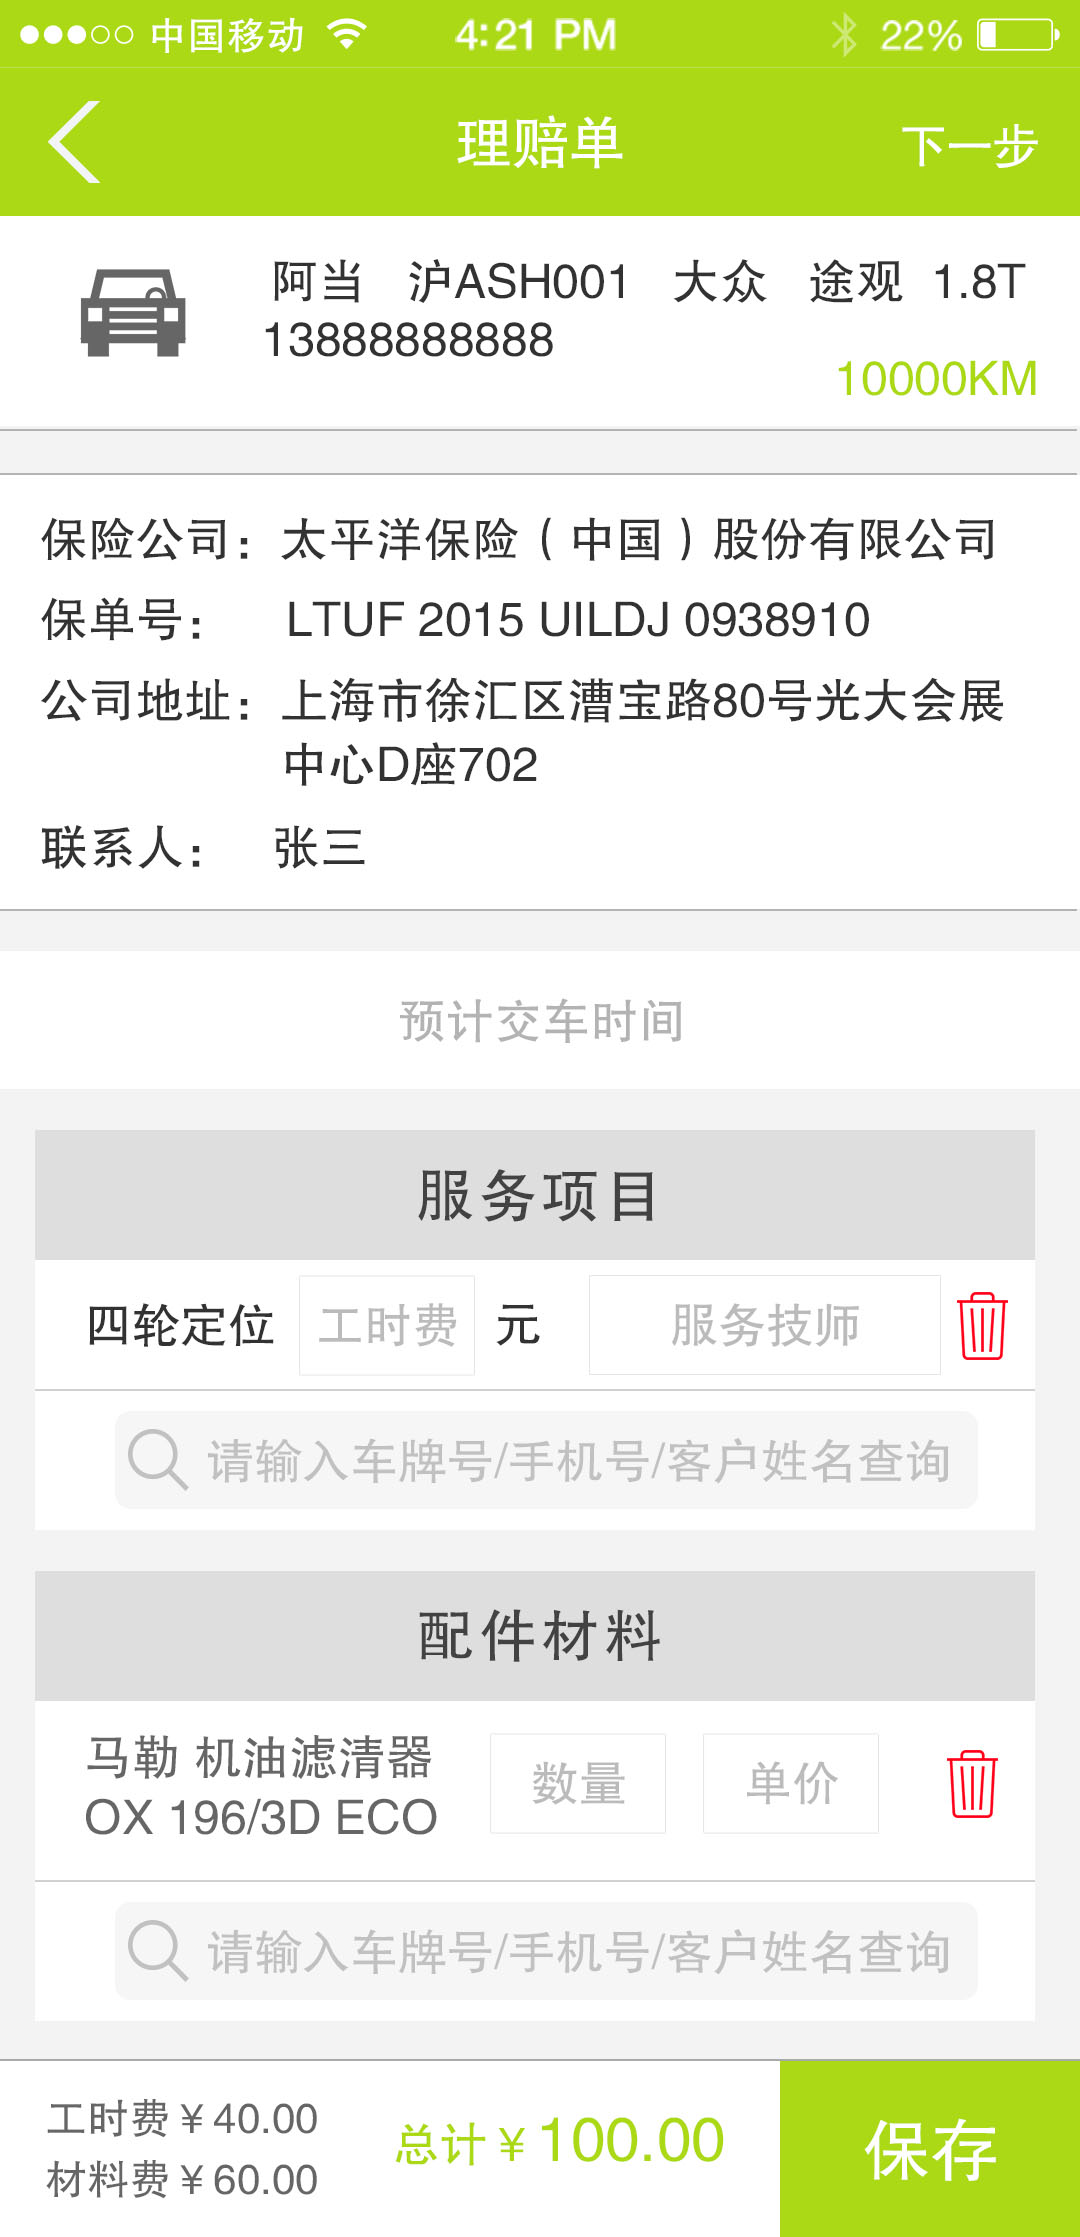 中国移动 4:21 PM 22%
理赔单 下一步
阿当 沪ASH001 大众 途观 1.8T
13888888888
10000KM
保险公司：太平洋保险（中国）股份有限公司
保单号： LTUF 2015 UILDJ 0938910
公司地址：上海市徐汇区漕宝路80号光大会展
中心D座702
联系人： 张三
预计交车时间
服务项目
四轮定位 工时费 元 服务技师
请输入车牌号/手机号/客户姓名查询
配件材料
马勒 机油滤清器
OX 196/3D ECO
数量 单价
请输入车牌号/手机号/客户姓名查询
工时费￥40.00
材料费￥60.00
总计￥100.00
保存